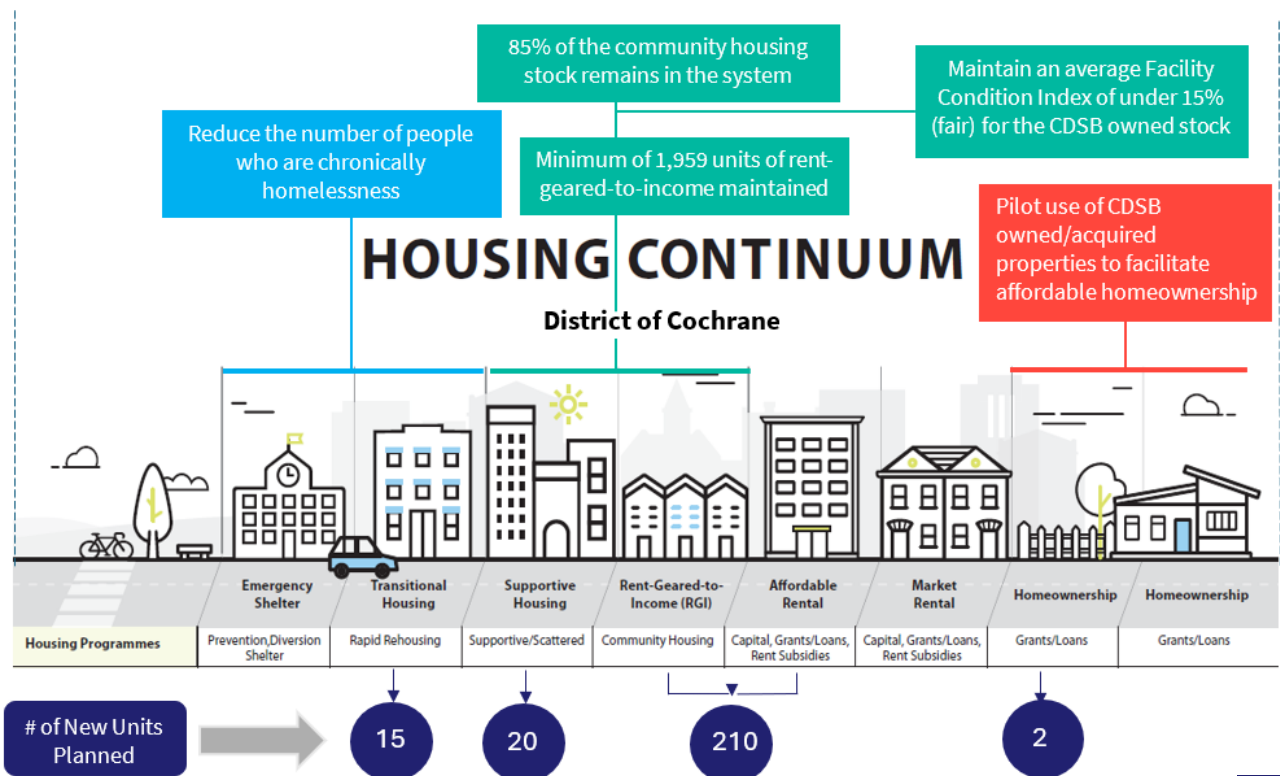 85% of the community housing
stock remains in the system
Maintain an average Facility
Condition Index of under 15%
(fair) for the CDSB owned stock
Reduce the number of people
who are chronically
homelessness
Minimum of 1,959 units of rent-
geared-to-income maintained
Pilot use of CDSB
owned/acquired
properties to facilitate
affordable homeownership
HOUSING CONTINUUM
District of Cochrane
Emergency
Shelter
Transitional
Housing
Supportive
Housing
Rent-Geared-to-
Income (RGI)
Affordable
Rental
Market
Rental
Homeownership
Homeownership
Housing Programmes
Prevention,Diversion
Shelter
Rapid Rehousing
Supportive/Scattered
Community Housing
Capital, Grants/Loans,
Rent Subsidies
Capital, Grants/Loans,
Rent Subsidies
Grants/Loans
Grants/Loans
# of New Units
Planned
15
20
210
2